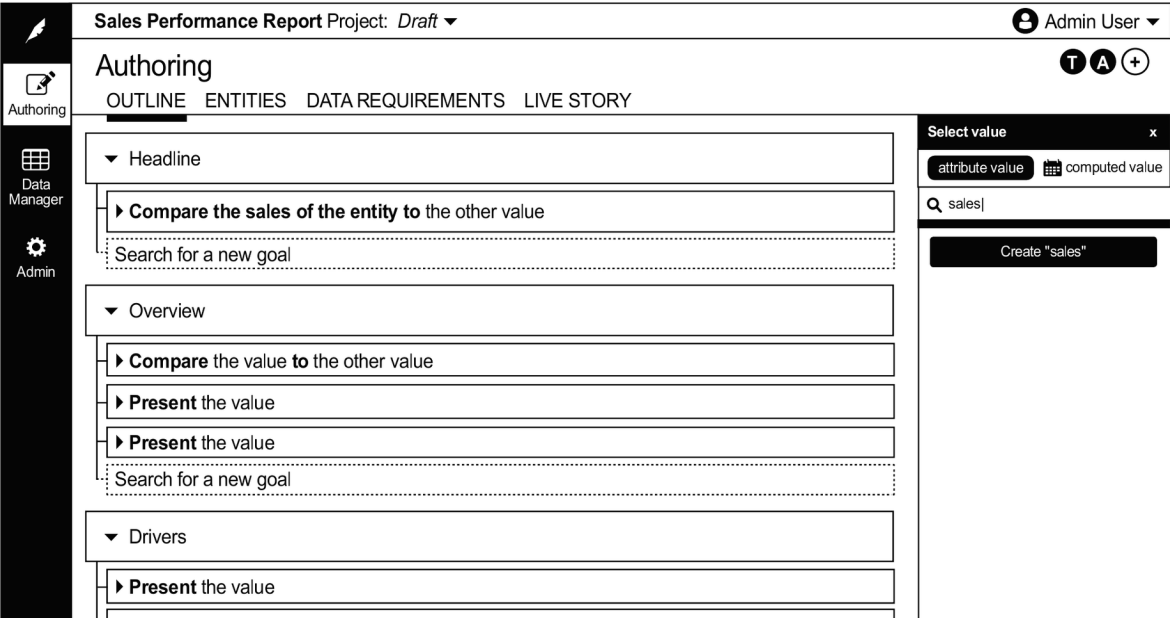 Sales Performance Report Project: Draft
Admin User
Authoring
T A +
Authoring
OUTLINE ENTITIES DATA REQUIREMENTS LIVE STORY
Select value x
attribute value computed value
sales|
Create "sales"
Data
Manager
Admin
Headline
Compare the sales of the entity to the other value
Search for a new goal
Overview
Compare the value to the other value
Present the value
Present the value
Search for a new goal
Drivers
Present the value